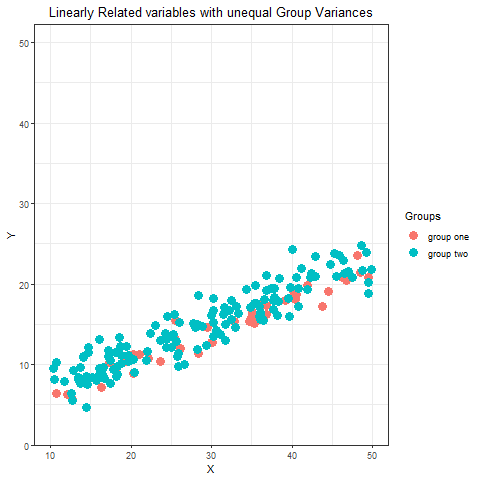 Linearly Related variables with unequal Group Variances
50
40
30
20
10
0
Y
10 20 30 40 50
X
Groups
group one
group two